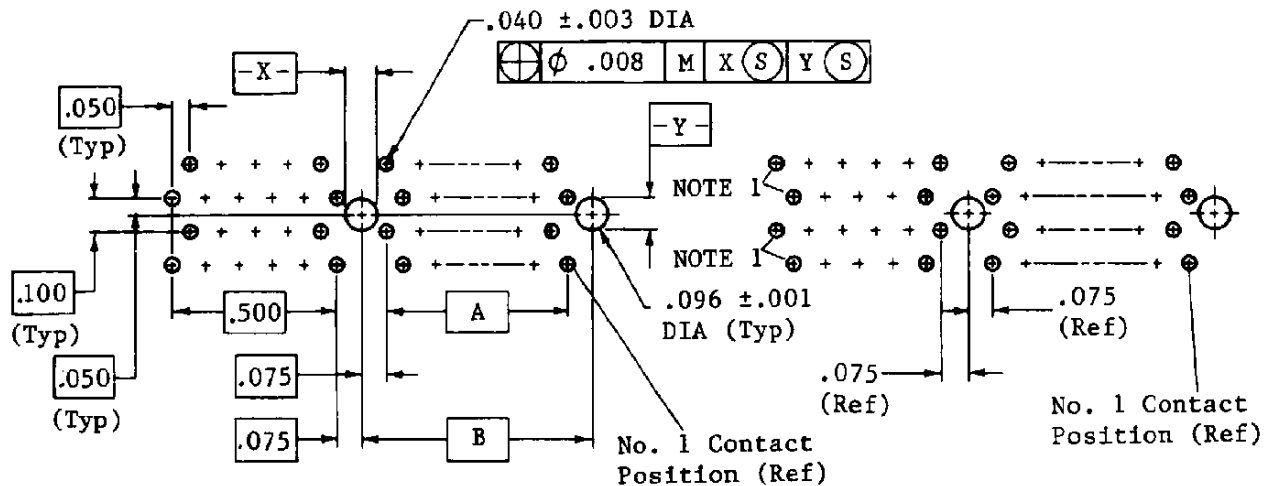 .040 ±.003 DIA
-X-
⌖ ϕ .008 M X Ⓢ Y Ⓢ
.050
(Typ)
-Y-
NOTE 1
NOTE 1
.100
(Typ)
.500
A
.096 ±.001
DIA (Typ)
.075
(Ref)
.050
(Typ)
.075
.075
(Ref)
.075
B
No. 1 Contact
Position (Ref)
No. 1 Contact
Position (Ref)